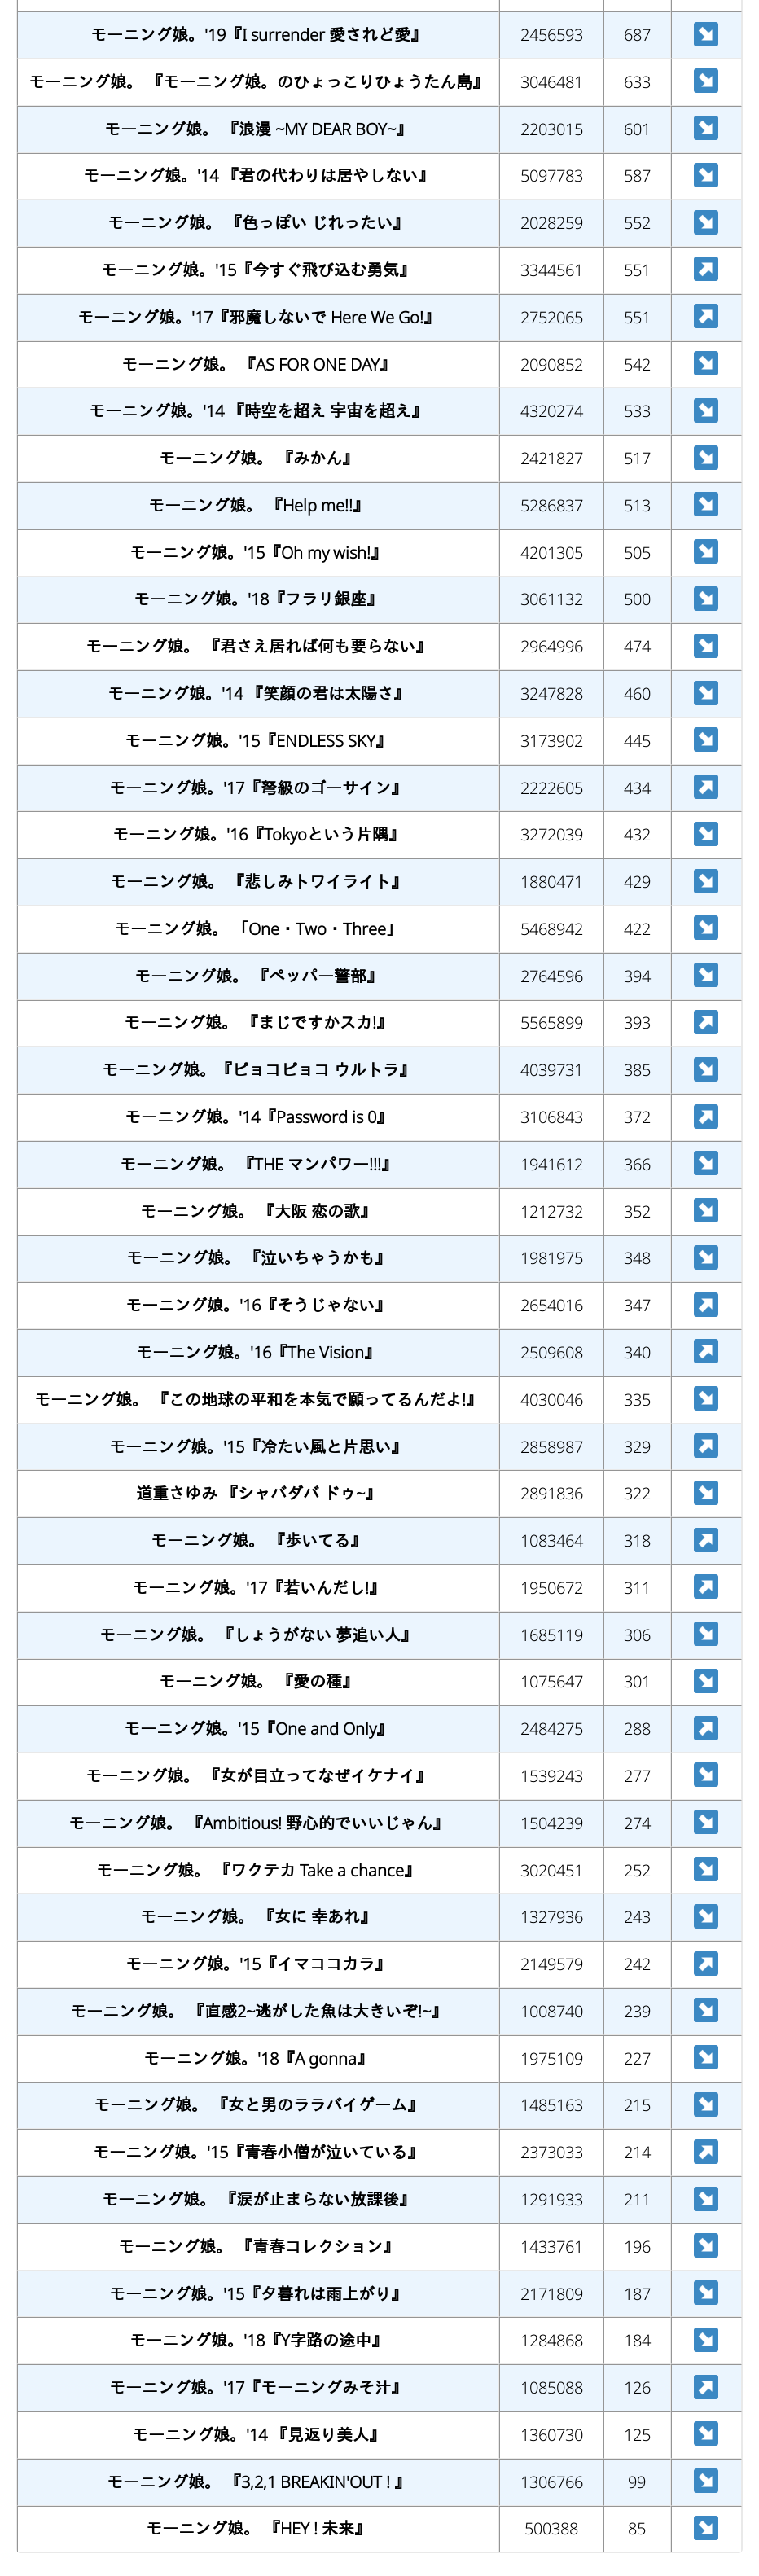 モーニング娘。'19『I surrender 愛されど愛』 2456593 687
モーニング娘。 『モーニング娘。のひょっこりひょうたん島』 3046481 633
モーニング娘。 『浪漫 ~MY DEAR BOY~』 2203015 601
モーニング娘。'14 『君の代わりは居やしない』 5097783 587
モーニング娘。 『色っぽい じれったい』 2028259 552
モーニング娘。'15『今すぐ飛び込む勇気』 3344561 551
モーニング娘。'17『邪魔しないで Here We Go!』 2752065 551
モーニング娘。 『AS FOR ONE DAY』 2090852 542
モーニング娘。'14 『時空を超え 宇宙を超え』 4320274 533
モーニング娘。 『みかん』 2421827 517
モーニング娘。 『Help me!!』 5286837 513
モーニング娘。'15『Oh my wish!』 4201305 505
モーニング娘。'18『フラリ銀座』 3061132 500
モーニング娘。 『君さえ居れば何も要らない』 2964996 474
モーニング娘。'14 『笑顔の君は太陽さ』 3247828 460
モーニング娘。'15『ENDLESS SKY』 3173902 445
モーニング娘。'17『弩級のゴーサイン』 2222605 434
モーニング娘。'16『Tokyoという片隅』 3272039 432
モーニング娘。 『悲しみトワイライト』 1880471 429
モーニング娘。 「One・Two・Three」 5468942 422
モーニング娘。 『ペッパー警部』 2764596 394
モーニング娘。 『まじですかスカ!』 5565899 393
モーニング娘。『ピョコピョコ ウルトラ』 4039731 385
モーニング娘。'14『Password is 0』 3106843 372
モーニング娘。 『THE マンパワー!!!』 1941612 366
モーニング娘。 『大阪 恋の歌』 1212732 352
モーニング娘。 『泣いちゃうかも』 1981975 348
モーニング娘。'16『そうじゃない』 2654016 347
モーニング娘。'16『The Vision』 2509608 340
モーニング娘。 『この地球の平和を本気で願ってるんだよ!』 4030046 335
モーニング娘。'15『冷たい風と片思い』 2858987 329
道重さゆみ 『シャバダバ ドゥ~』 2891836 322
モーニング娘。 『歩いてる』 1083464 318
モーニング娘。'17『若いんだし!』 1950672 311
モーニング娘。 『しょうがない 夢追い人』 1685119 306
モーニング娘。 『愛の種』 1075647 301
モーニング娘。'15『One and Only』 2484275 288
モーニング娘。 『女が目立ってなぜイケナイ』 1539243 277
モーニング娘。 『Ambitious! 野心的でいいじゃん』 1504239 274
モーニング娘。 『ワクテカ Take a chance』 3020451 252
モーニング娘。 『女に 幸あれ』 1327936 243
モーニング娘。'15『イマココカラ』 2149579 242
モーニング娘。 『直感2~逃がした魚は大きいぞ!~』 1008740 239
モーニング娘。'18『A gonna』 1975109 227
モーニング娘。 『女と男のララバイゲーム』 1485163 215
モーニング娘。'15『青春小僧が泣いている』 2373033 214
モーニング娘。 『涙が止まらない放課後』 1291933 211
モーニング娘。 『青春コレクション』 1433761 196
モーニング娘。'15『夕暮れは雨上がり』 2171809 187
モーニング娘。'18『Y字路の途中』 1284868 184
モーニング娘。'17『モーニングみそ汁』 1085088 126
モーニング娘。'14 『見返り美人』 1360730 125
モーニング娘。 『3,2,1 BREAKIN'OUT ! 』 1306766 99
モーニング娘。 『HEY ! 未来』 500388 85